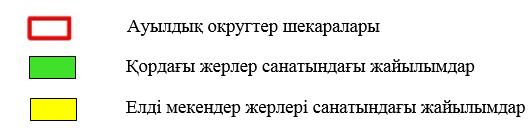 Ауылдық округтер шекаралары
Қордағы жерлер санатындағы жайылымдар
Елді мекендер жерлері санатындағы жайылымдар